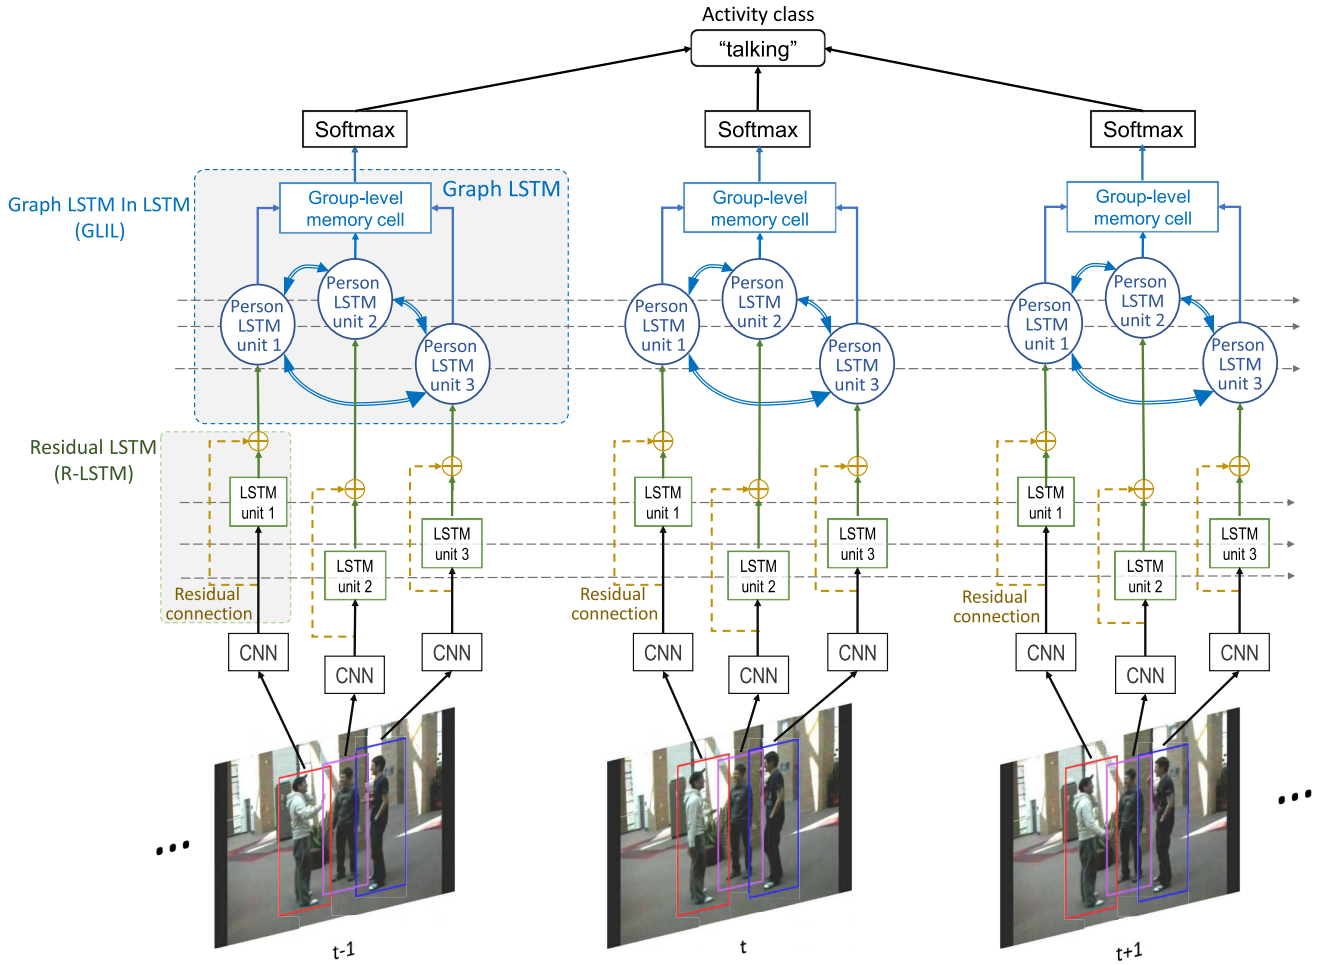 Activity class
“talking”
Softmax
Softmax
Softmax
Graph LSTM In LSTM
(GLIL)
Graph LSTM
Group-level
memory cell
Group-level
memory cell
Group-level
memory cell
Person
LSTM
unit 1
Person
LSTM
unit 2
Person
LSTM
unit 3
Person
LSTM
unit 1
Person
LSTM
unit 2
Person
LSTM
unit 3
Person
LSTM
unit 1
Person
LSTM
unit 2
Person
LSTM
unit 3
Residual LSTM
(R-LSTM)
LSTM
unit 1
LSTM
unit 2
LSTM
unit 3
LSTM
unit 1
LSTM
unit 2
LSTM
unit 3
LSTM
unit 1
LSTM
unit 2
LSTM
unit 3
Residual
connection
Residual
connection
Residual
connection
CNN
CNN
CNN
CNN
CNN
CNN
CNN
CNN
CNN
...
...
t-1
t
t+1